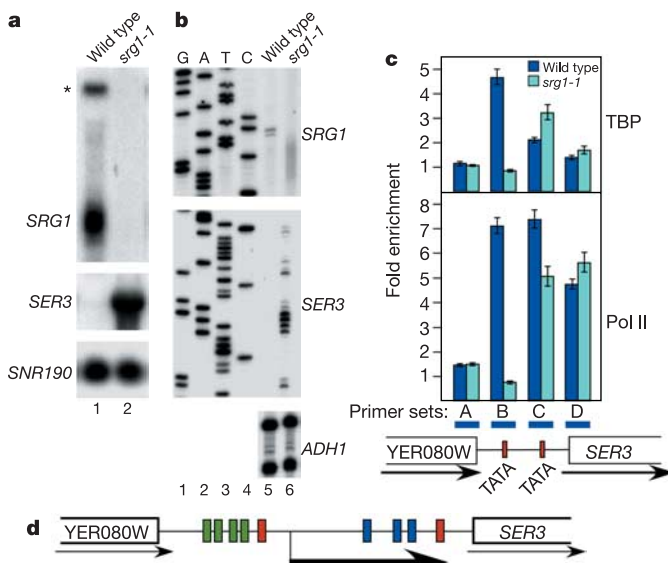 a
Wild type
srg1-1
*
SRG1
SER3
SNR190
1 2
b
G A T C
Wild type
srg1-1
SRG1
SER3
ADH1
1 2 3 4 5 6
c
Wild type
srg1-1
5
4
3
2
1
TBP
Fold enrichment
8
7
6
5
4
3
2
1
Pol II
Primer sets: A B C D
YER080W
SER3
TATA
TATA
d
YER080W
SER3